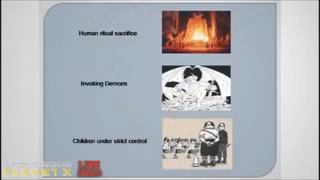 Human ritual sacrifice
Invoking Demons
Children under strict control